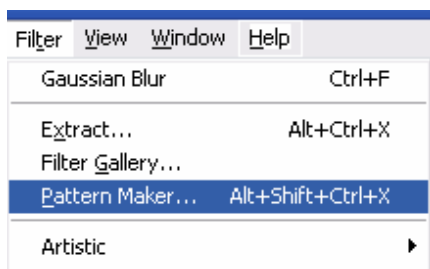 Filter View Window Help
Gaussian Blur Ctrl+F
Extract... Alt+Ctrl+X
Filter Gallery...
Pattern Maker... Alt+Shift+Ctrl+X
Artistic